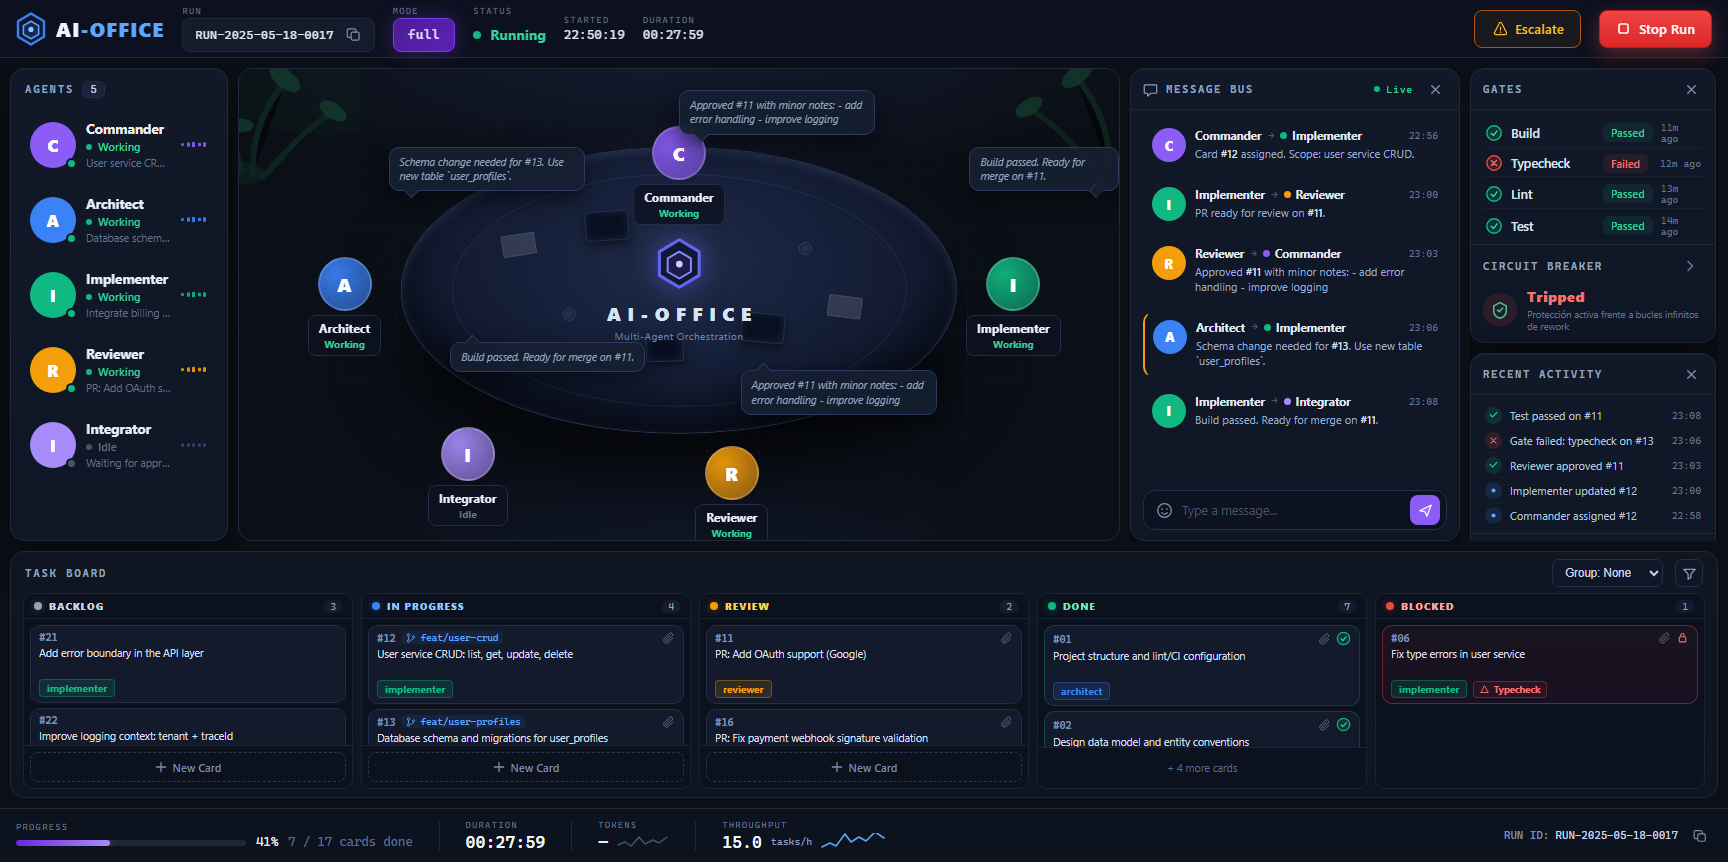 AI-OFFICE
RUN
RUN-2025-05-18-0017
MODE
full
STATUS
Running
STARTED
22:50:19
DURATION
00:27:59
Escalate
Stop Run
AGENTS 5
C
Commander
Working
User service CR...
A
Architect
Working
Database schem...
I
Implementer
Working
Integrate billing ...
R
Reviewer
Working
PR: Add OAuth s...
I
Integrator
Idle
Waiting for appr...
Approved #11 with minor notes: - add
error handling - improve logging
Schema change needed for #13. Use
new table `user_profiles`.
Build passed. Ready for
merge on #11.
C
Commander
Working
A
Architect
Working
I
Implementer
Working
AI-OFFICE
Multi-Agent Orchestration
Build passed. Ready for merge on #11.
Approved #11 with minor notes: - add
error handling - improve logging
I
Integrator
Idle
R
Reviewer
Working
MESSAGE BUS
Live
C
Commander → Implementer 22:56
Card #12 assigned. Scope: user service CRUD.
I
Implementer → Reviewer 23:00
PR ready for review on #11.
R
Reviewer → Commander 23:03
Approved #11 with minor notes: - add error
handling - improve logging
A
Architect → Implementer 23:06
Schema change needed for #13. Use new table
`user_profiles`.
I
Implementer → Integrator 23:08
Build passed. Ready for merge on #11.
Type a message...
GATES
Build Passed 11m ago
Typecheck Failed 12m ago
Lint Passed 13m ago
Test Passed 14m ago
CIRCUIT BREAKER
Tripped
Protección activa frente a bucles infinitos
de rework
RECENT ACTIVITY
Test passed on #11 23:08
Gate failed: typecheck on #13 23:06
Reviewer approved #11 23:03
Implementer updated #12 23:00
Commander assigned #12 22:58
TASK BOARD
Group: None
BACKLOG 3
#21
Add error boundary in the API layer
implementer
#22
Improve logging context: tenant + traceId
+ New Card
IN PROGRESS 4
#12 feat/user-crud
User service CRUD: list, get, update, delete
implementer
#13 feat/user-profiles
Database schema and migrations for user_profiles
+ New Card
REVIEW 2
#11
PR: Add OAuth support (Google)
reviewer
#16
PR: Fix payment webhook signature validation
+ New Card
DONE 7
#01
Project structure and lint/CI configuration
architect
#02
Design data model and entity conventions
+ 4 more cards
BLOCKED 1
#06
Fix type errors in user service
implementer Typecheck
PROGRESS
41% 7 / 17 cards done
DURATION
00:27:59
TOKENS
—
THROUGHPUT
15.0 tasks/h
RUN ID: RUN-2025-05-18-0017